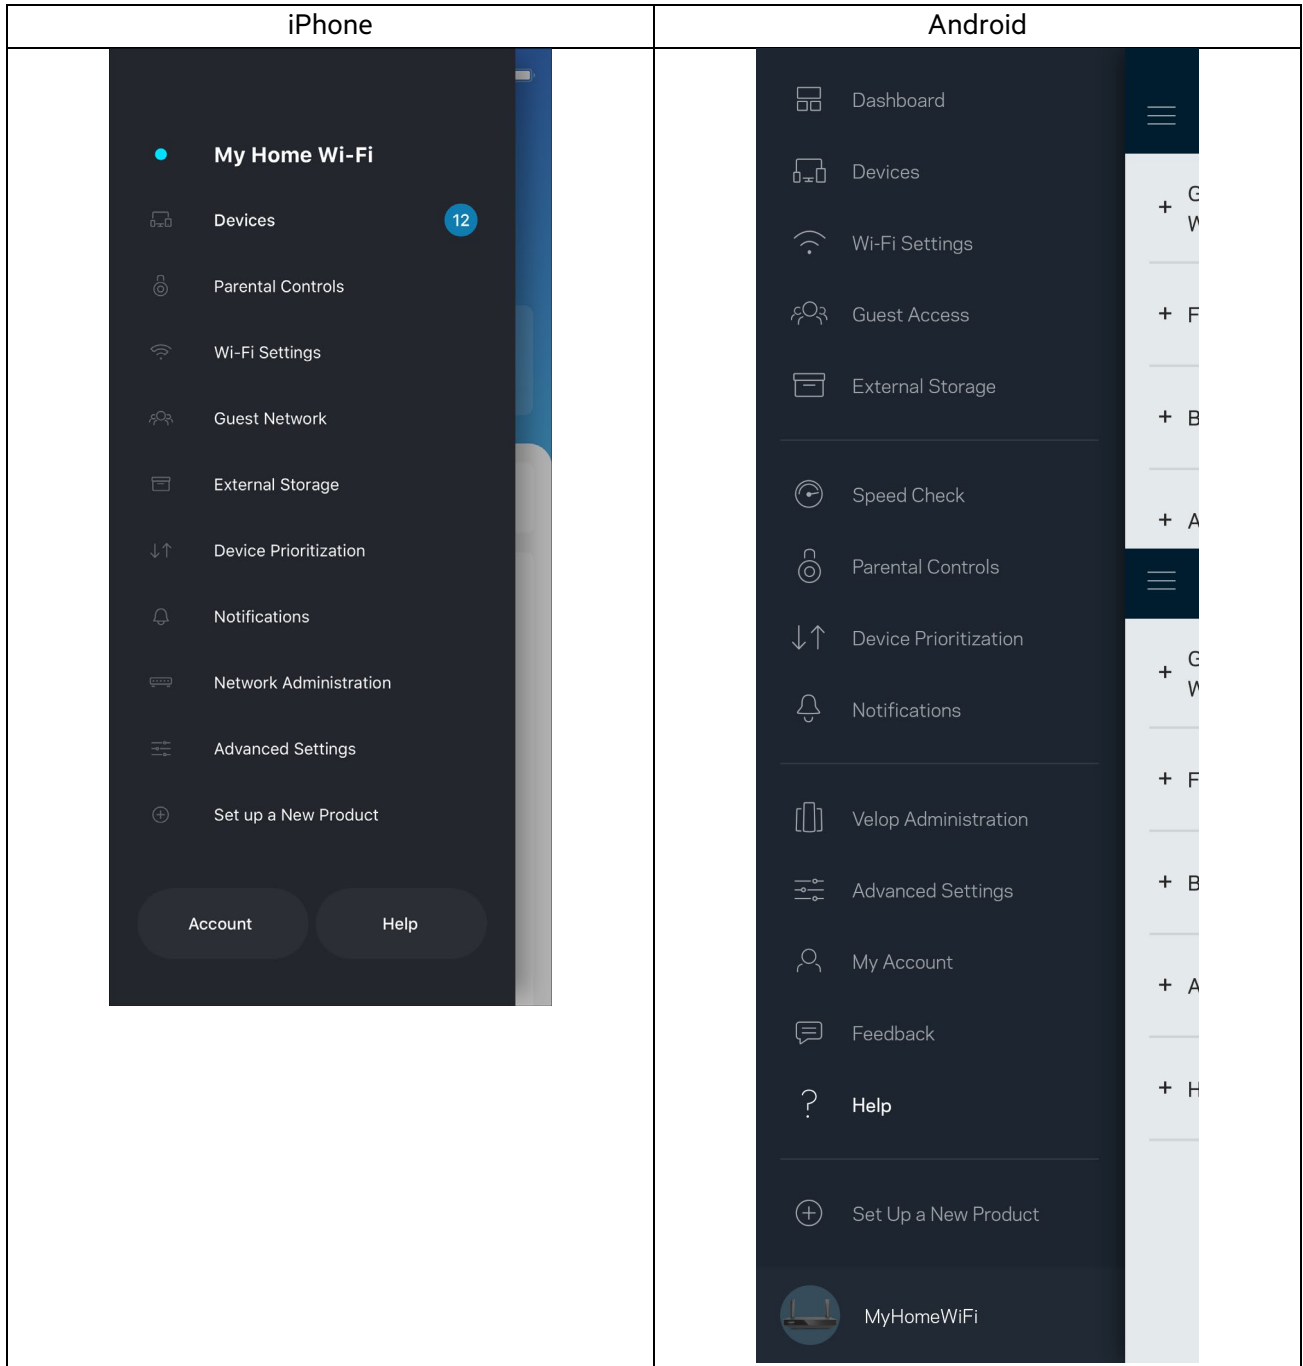 iPhone
Android
My Home Wi-Fi
Devices
12
Parental Controls
Wi-Fi Settings
Guest Network
External Storage
Device Prioritization
Notifications
Network Administration
Advanced Settings
Set up a New Product
Account
Help
Dashboard
Devices
Wi-Fi Settings
Guest Access
External Storage
Speed Check
Parental Controls
Device Prioritization
Notifications
Velop Administration
Advanced Settings
My Account
Feedback
Help
Set Up a New Product
MyHomeWiFi
+ G
W
+ F
+ B
+ A
+ G
W
+ F
+ B
+ A
+ H